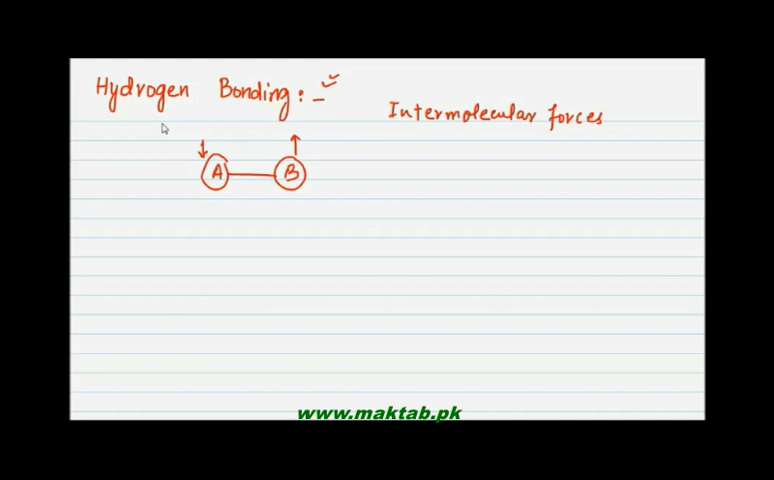 Hydrogen Bonding :-
Intermolecular forces
A B
www.maktab.pk